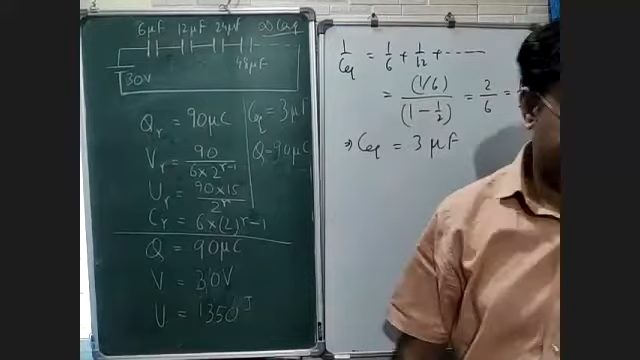 6μF 12μF 24μF ∞) Ceq
48μF
30V
Qr = 90μC
Vr = 90 / 6×2^r-1
Ur = 90×15 / 2^r
Cr = 6×(2)^r-1
Ceq = 3μF
Q = 90μC
Q = 90μC
V = 30V
U = 1350 J
1/Ceq = 1/6 + 1/12 + -----
= (1/6) / (1 - 1/2) = 2/6 =
⇒ Ceq = 3 μF